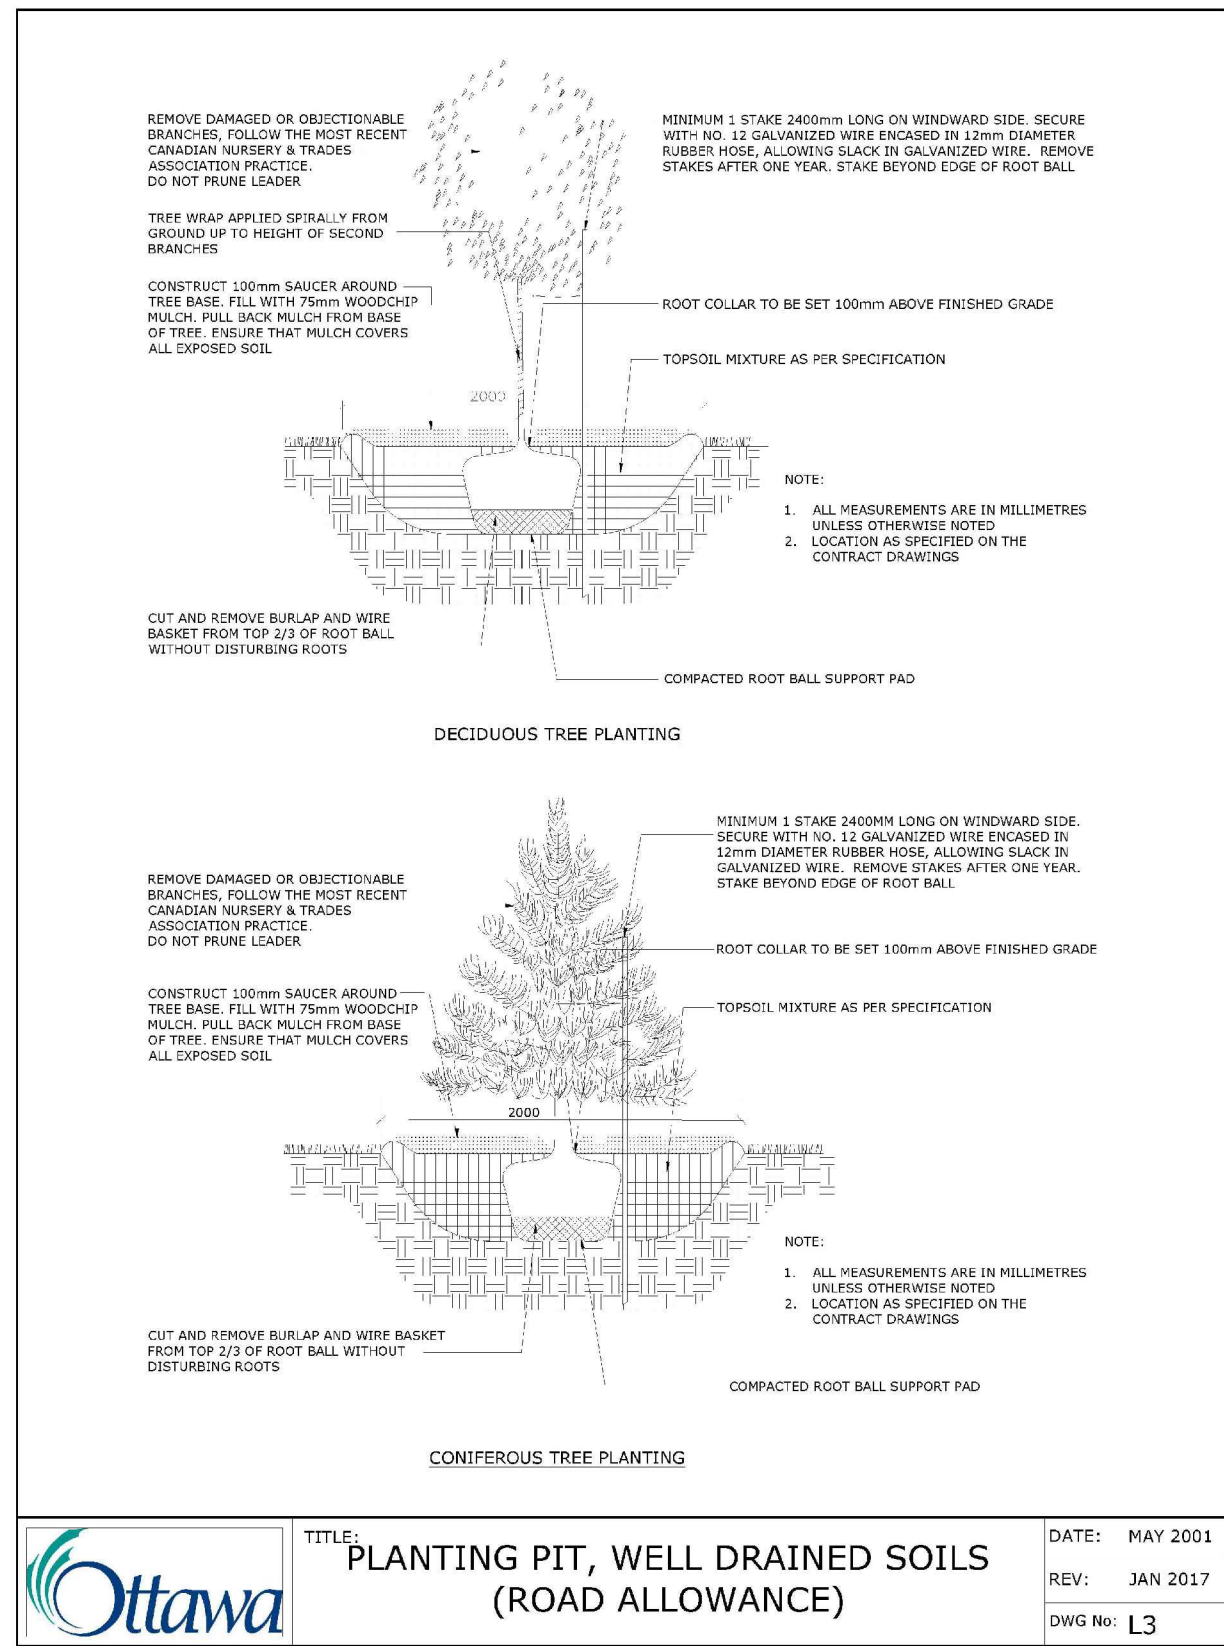 REMOVE DAMAGED OR OBJECTIONABLE
BRANCHES, FOLLOW THE MOST RECENT
CANADIAN NURSERY & TRADES
ASSOCIATION PRACTICE.
DO NOT PRUNE LEADER
MINIMUM 1 STAKE 2400mm LONG ON WINDWARD SIDE. SECURE
WITH NO. 12 GALVANIZED WIRE ENCASED IN 12mm DIAMETER
RUBBER HOSE, ALLOWING SLACK IN GALVANIZED WIRE. REMOVE
STAKES AFTER ONE YEAR. STAKE BEYOND EDGE OF ROOT BALL
TREE WRAP APPLIED SPIRALLY FROM
GROUND UP TO HEIGHT OF SECOND
BRANCHES
CONSTRUCT 100mm SAUCER AROUND
TREE BASE. FILL WITH 75mm WOODCHIP
MULCH. PULL BACK MULCH FROM BASE
OF TREE. ENSURE THAT MULCH COVERS
ALL EXPOSED SOIL
ROOT COLLAR TO BE SET 100mm ABOVE FINISHED GRADE
TOPSOIL MIXTURE AS PER SPECIFICATION
2000
NOTE:
1. ALL MEASUREMENTS ARE IN MILLIMETRES
UNLESS OTHERWISE NOTED
2. LOCATION AS SPECIFIED ON THE
CONTRACT DRAWINGS
CUT AND REMOVE BURLAP AND WIRE
BASKET FROM TOP 2/3 OF ROOT BALL
WITHOUT DISTURBING ROOTS
COMPACTED ROOT BALL SUPPORT PAD
DECIDUOUS TREE PLANTING
MINIMUM 1 STAKE 2400MM LONG ON WINDWARD SIDE.
SECURE WITH NO. 12 GALVANIZED WIRE ENCASED IN
12mm DIAMETER RUBBER HOSE, ALLOWING SLACK IN
GALVANIZED WIRE. REMOVE STAKES AFTER ONE YEAR.
STAKE BEYOND EDGE OF ROOT BALL
REMOVE DAMAGED OR OBJECTIONABLE
BRANCHES, FOLLOW THE MOST RECENT
CANADIAN NURSERY & TRADES
ASSOCIATION PRACTICE.
DO NOT PRUNE LEADER
ROOT COLLAR TO BE SET 100mm ABOVE FINISHED GRADE
CONSTRUCT 100mm SAUCER AROUND
TREE BASE. FILL WITH 75mm WOODCHIP
MULCH. PULL BACK MULCH FROM BASE
OF TREE. ENSURE THAT MULCH COVERS
ALL EXPOSED SOIL
TOPSOIL MIXTURE AS PER SPECIFICATION
2000
NOTE:
1. ALL MEASUREMENTS ARE IN MILLIMETRES
UNLESS OTHERWISE NOTED
2. LOCATION AS SPECIFIED ON THE
CONTRACT DRAWINGS
CUT AND REMOVE BURLAP AND WIRE BASKET
FROM TOP 2/3 OF ROOT BALL WITHOUT
DISTURBING ROOTS
COMPACTED ROOT BALL SUPPORT PAD
CONIFEROUS TREE PLANTING
Ottawa
TITLE:
PLANTING PIT, WELL DRAINED SOILS
(ROAD ALLOWANCE)
DATE: MAY 2001
REV: JAN 2017
DWG No: L3